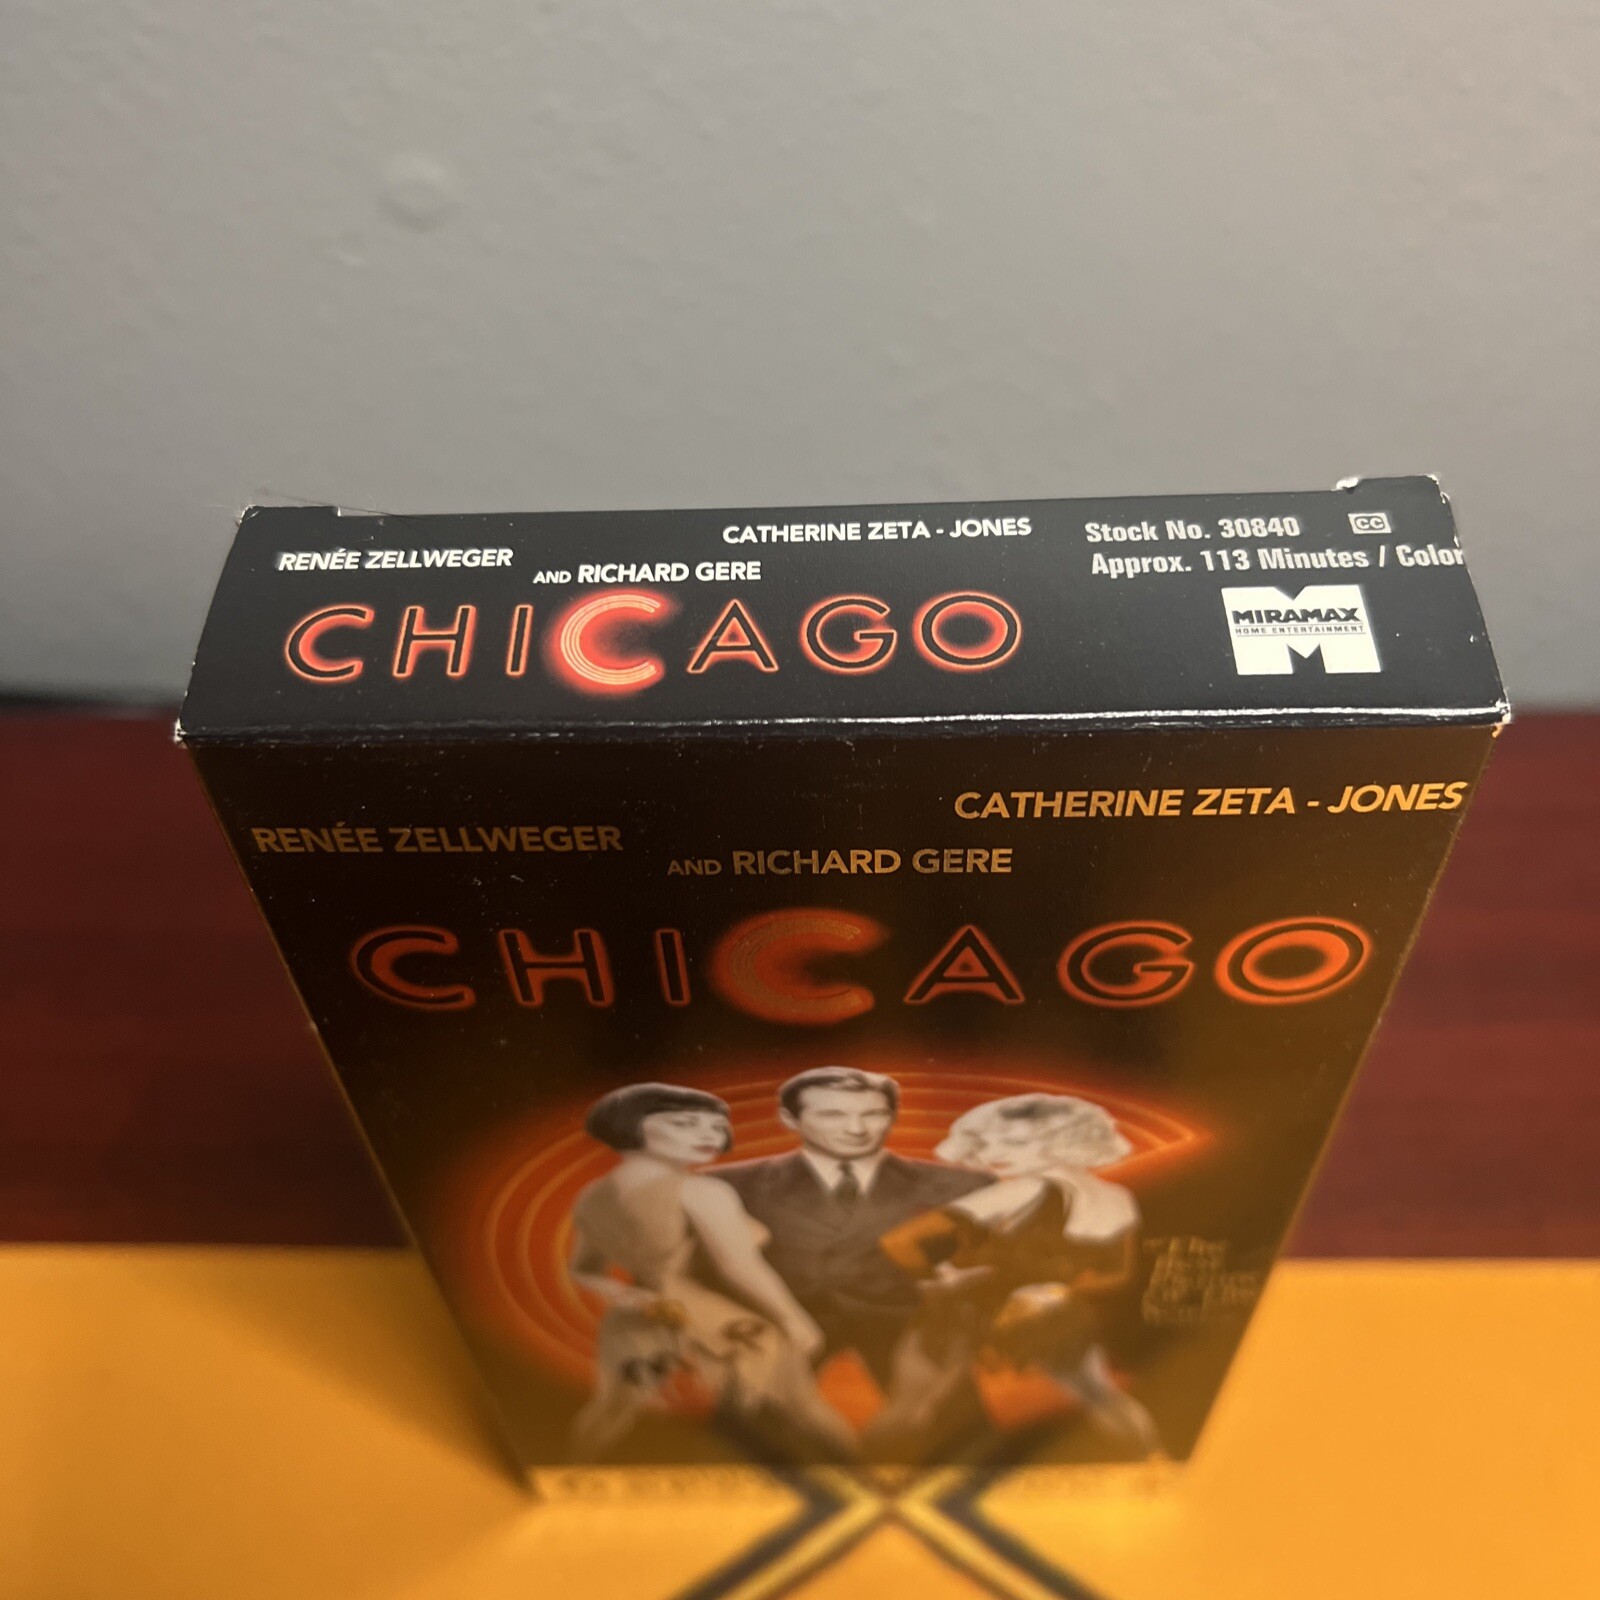 CATHERINE ZETA - JONES
RENÉE ZELLWEGER
AND RICHARD GERE
CHICAGO
Stock No. 30840 CC
Approx. 113 Minutes / Color
MIRAMAX
HOME ENTERTAINMENT
CATHERINE ZETA - JONES
RENÉE ZELLWEGER
AND RICHARD GERE
CHICAGO